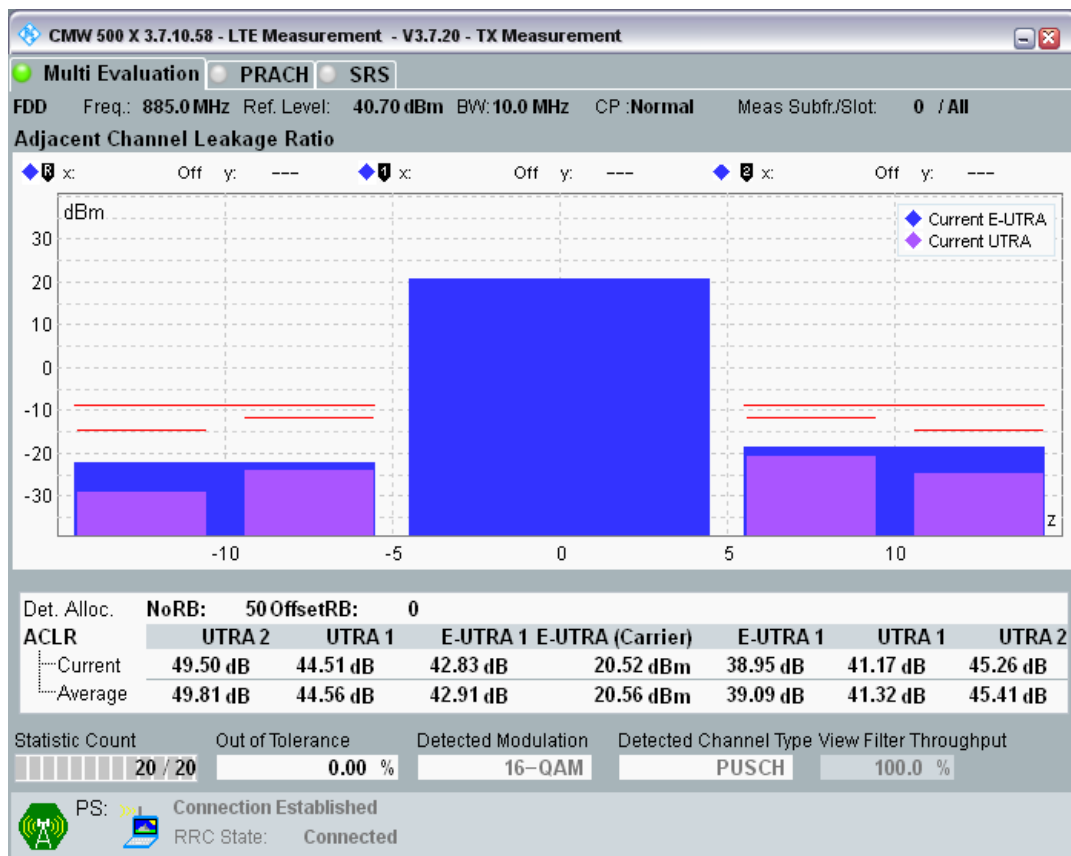 CMW 500 X 3.7.10.58 - LTE Measurement - V3.7.20 - TX Measurement
Multi Evaluation PRACH SRS
FDD Freq.: 885.0 MHz Ref. Level: 40.70 dBm BW: 10.0 MHz CP :Normal Meas Subfr./Slot: 0 / All
Adjacent Channel Leakage Ratio
R x: Off y: --- 1 x: Off y: --- 2 x: Off y: ---
dBm
Current E-UTRA
Current UTRA
30
20
10
0
-10
-20
-30
z
-10 -5 0 5 10
Det. Alloc. NoRB: 50 OffsetRB: 0
ACLR UTRA 2 UTRA 1 E-UTRA 1 E-UTRA (Carrier) E-UTRA 1 UTRA 1 UTRA 2
Current 49.50 dB 44.51 dB 42.83 dB 20.52 dBm 38.95 dB 41.17 dB 45.26 dB
Average 49.81 dB 44.56 dB 42.91 dB 20.56 dBm 39.09 dB 41.32 dB 45.41 dB
Statistic Count Out of Tolerance Detected Modulation Detected Channel Type View Filter Throughput
20 / 20 0.00 % 16-QAM PUSCH 100.0 %
PS: Connection Established
RRC State: Connected